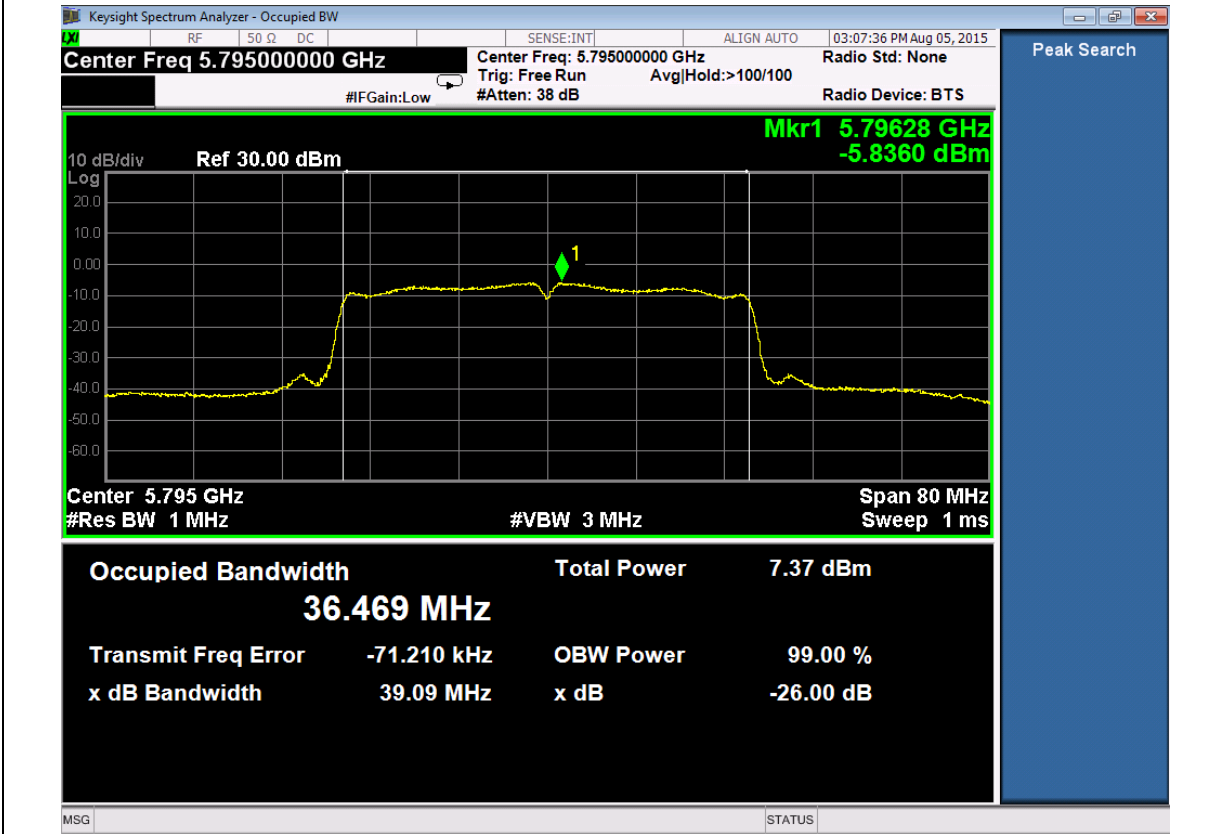 Keysight Spectrum Analyzer - Occupied BW
LXI RF 50 Ω DC SENSE:INT ALIGN AUTO 03:07:36 PM Aug 05, 2015
Center Freq 5.795000000 GHz
Center Freq: 5.795000000 GHz Radio Std: None
Trig: Free Run Avg|Hold:>100/100
#IFGain:Low #Atten: 38 dB Radio Device: BTS
Peak Search
Mkr1 5.79628 GHz
-5.8360 dBm
10 dB/div Ref 30.00 dBm
Log
20.0
10.0
1
0.00
-10.0
-20.0
-30.0
-40.0
-50.0
-60.0
Center 5.795 GHz Span 80 MHz
#Res BW 1 MHz #VBW 3 MHz Sweep 1 ms
Occupied Bandwidth Total Power 7.37 dBm
36.469 MHz
Transmit Freq Error -71.210 kHz OBW Power 99.00 %
x dB Bandwidth 39.09 MHz x dB -26.00 dB
MSG STATUS